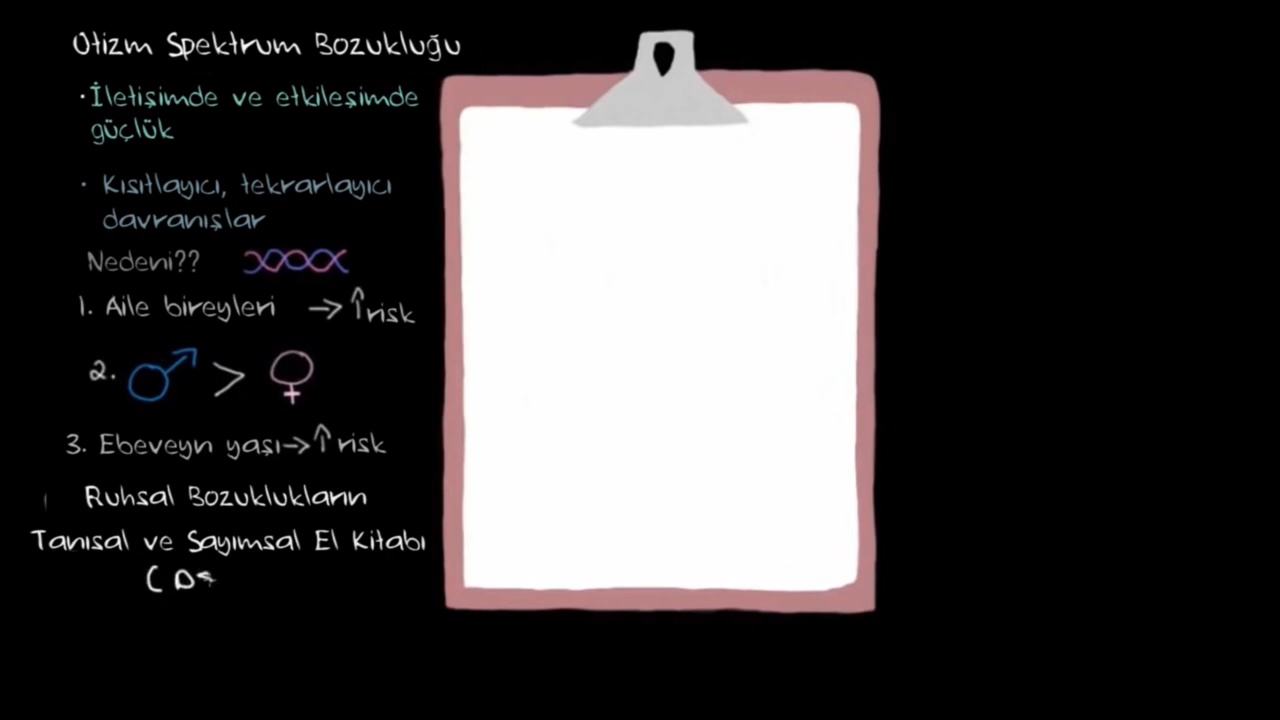 Otizm Spektrum Bozukluğu
• İletişimde ve etkileşimde
güçlük
• Kısıtlayıcı, tekrarlayıcı
davranışlar
Nedeni??
1. Aile bireyleri → ↑risk
2. ♂ > ♀
3. Ebeveyn yaşı→↑risk
Ruhsal Bozuklukların
Tanısal ve Sayımsal El Kitabı
( D